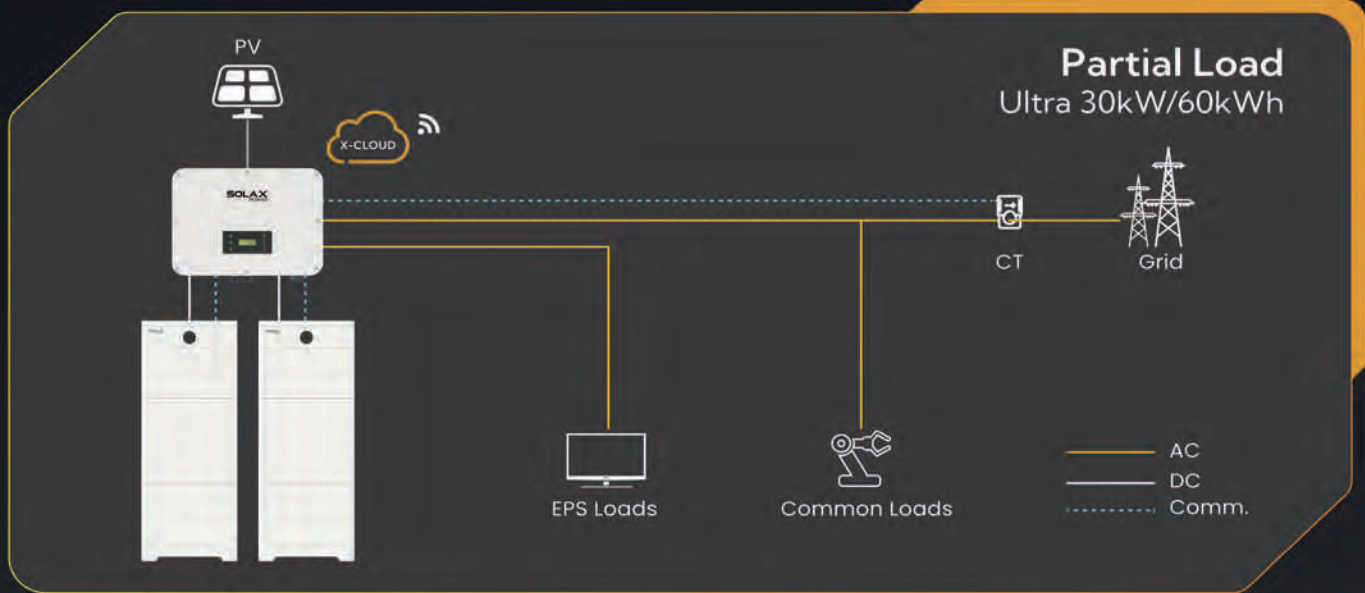 PV
Partial Load
Ultra 30kW/60kWh
X-CLOUD
SOLAX
CT
Grid
EPS Loads
Common Loads
AC
DC
Comm.